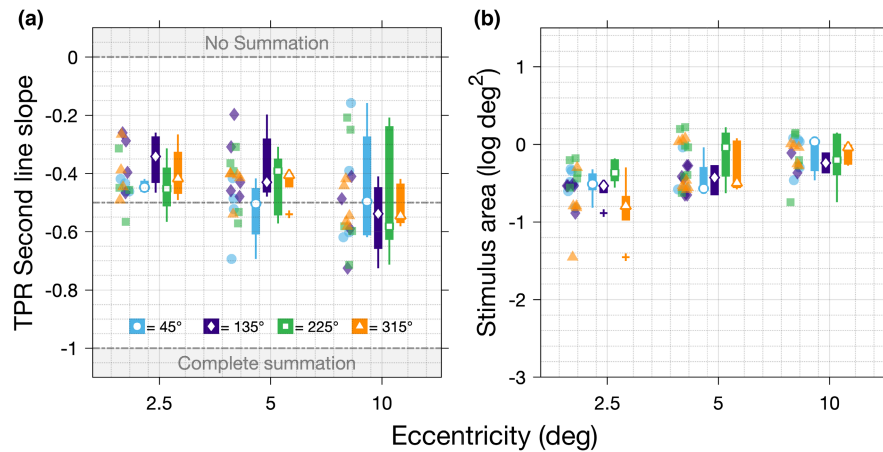 (a)
No Summation
0
-0.2
-0.4
-0.6
-0.8
-1
TPR Second line slope
= 45° = 135° = 225° = 315°
Complete summation
2.5 5 10
(b)
1
0
-1
-2
-3
Stimulus area (log deg²)
2.5 5 10
Eccentricity (deg)